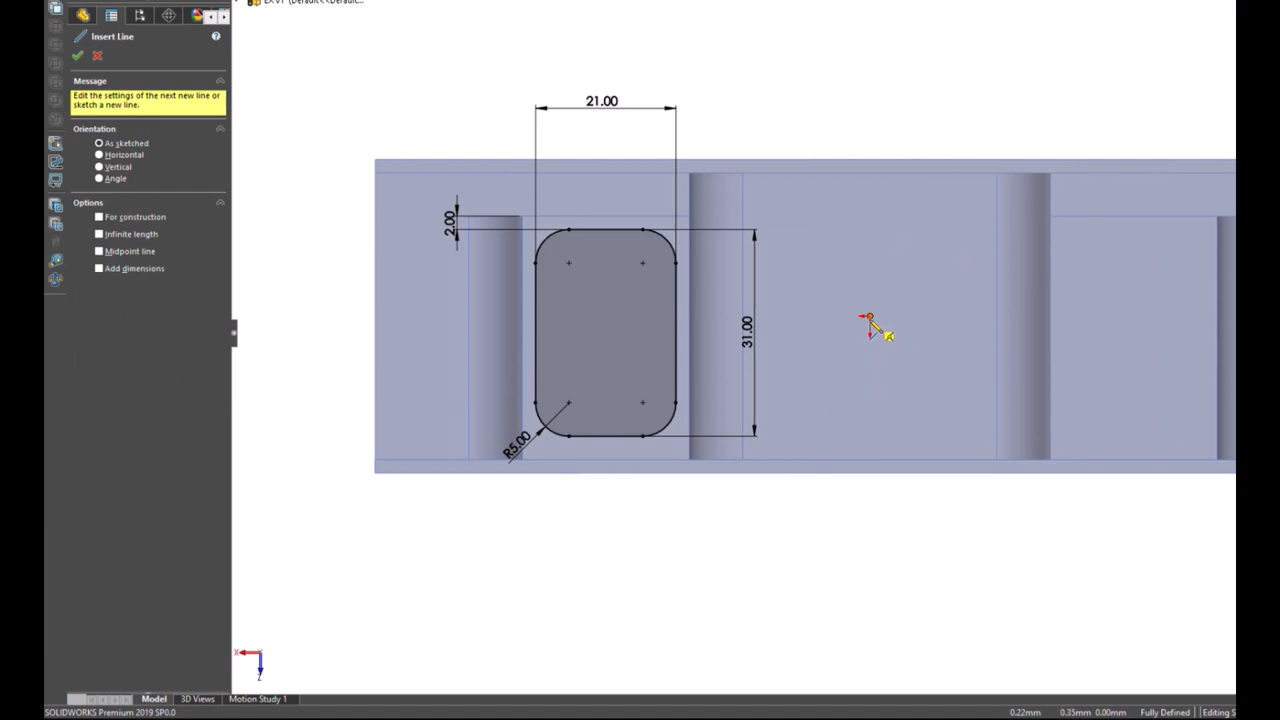 Insert Line
Message
Edit the settings of the next new line or
sketch a new line.
Orientation
As sketched
Horizontal
Vertical
Angle
Options
For construction
Infinite length
Midpoint line
Add dimensions
21.00
2.00
31.00
R5.00
X
Z
Model
3D Views
Motion Study 1
SOLIDWORKS Premium 2019 SP0.0
0.22mm
0.35mm 0.00mm
Fully Defined
Editing S